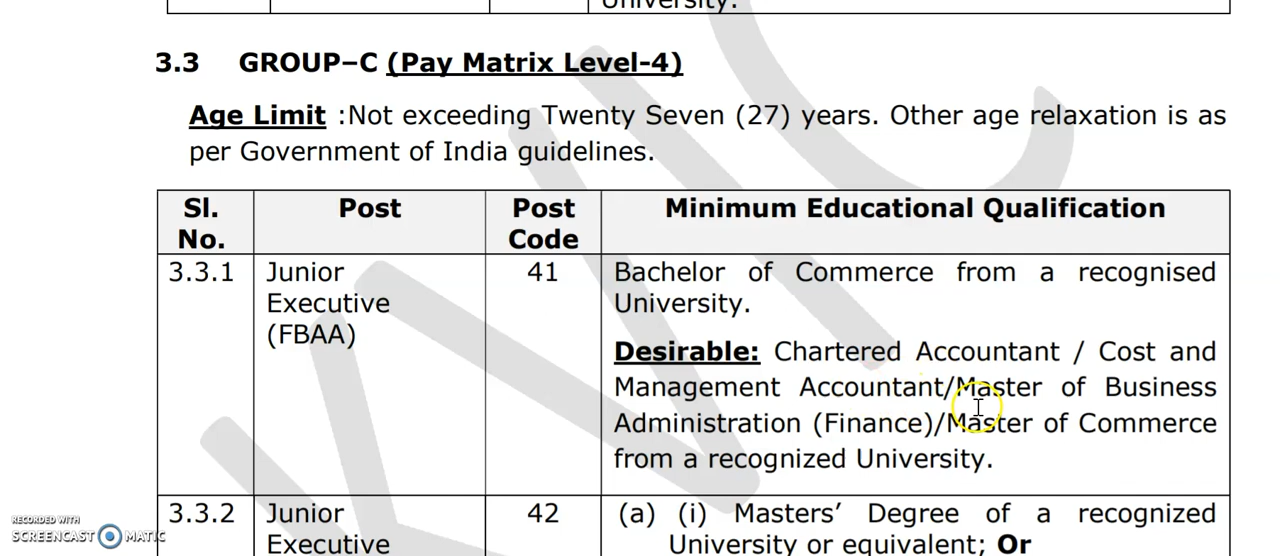 University.
3.3 GROUP–C (Pay Matrix Level-4)
Age Limit :Not exceeding Twenty Seven (27) years. Other age relaxation is as
per Government of India guidelines.
Sl. No. Post Post Code Minimum Educational Qualification
3.3.1 Junior Executive (FBAA) 41 Bachelor of Commerce from a recognised
University.
Desirable: Chartered Accountant / Cost and
Management Accountant/Master of Business
Administration (Finance)/Master of Commerce
from a recognized University.
3.3.2 Junior Executive 42 (a) (i) Masters’ Degree of a recognized
University or equivalent; Or
RECORDED WITH
SCREENCAST MATIC
KVIC